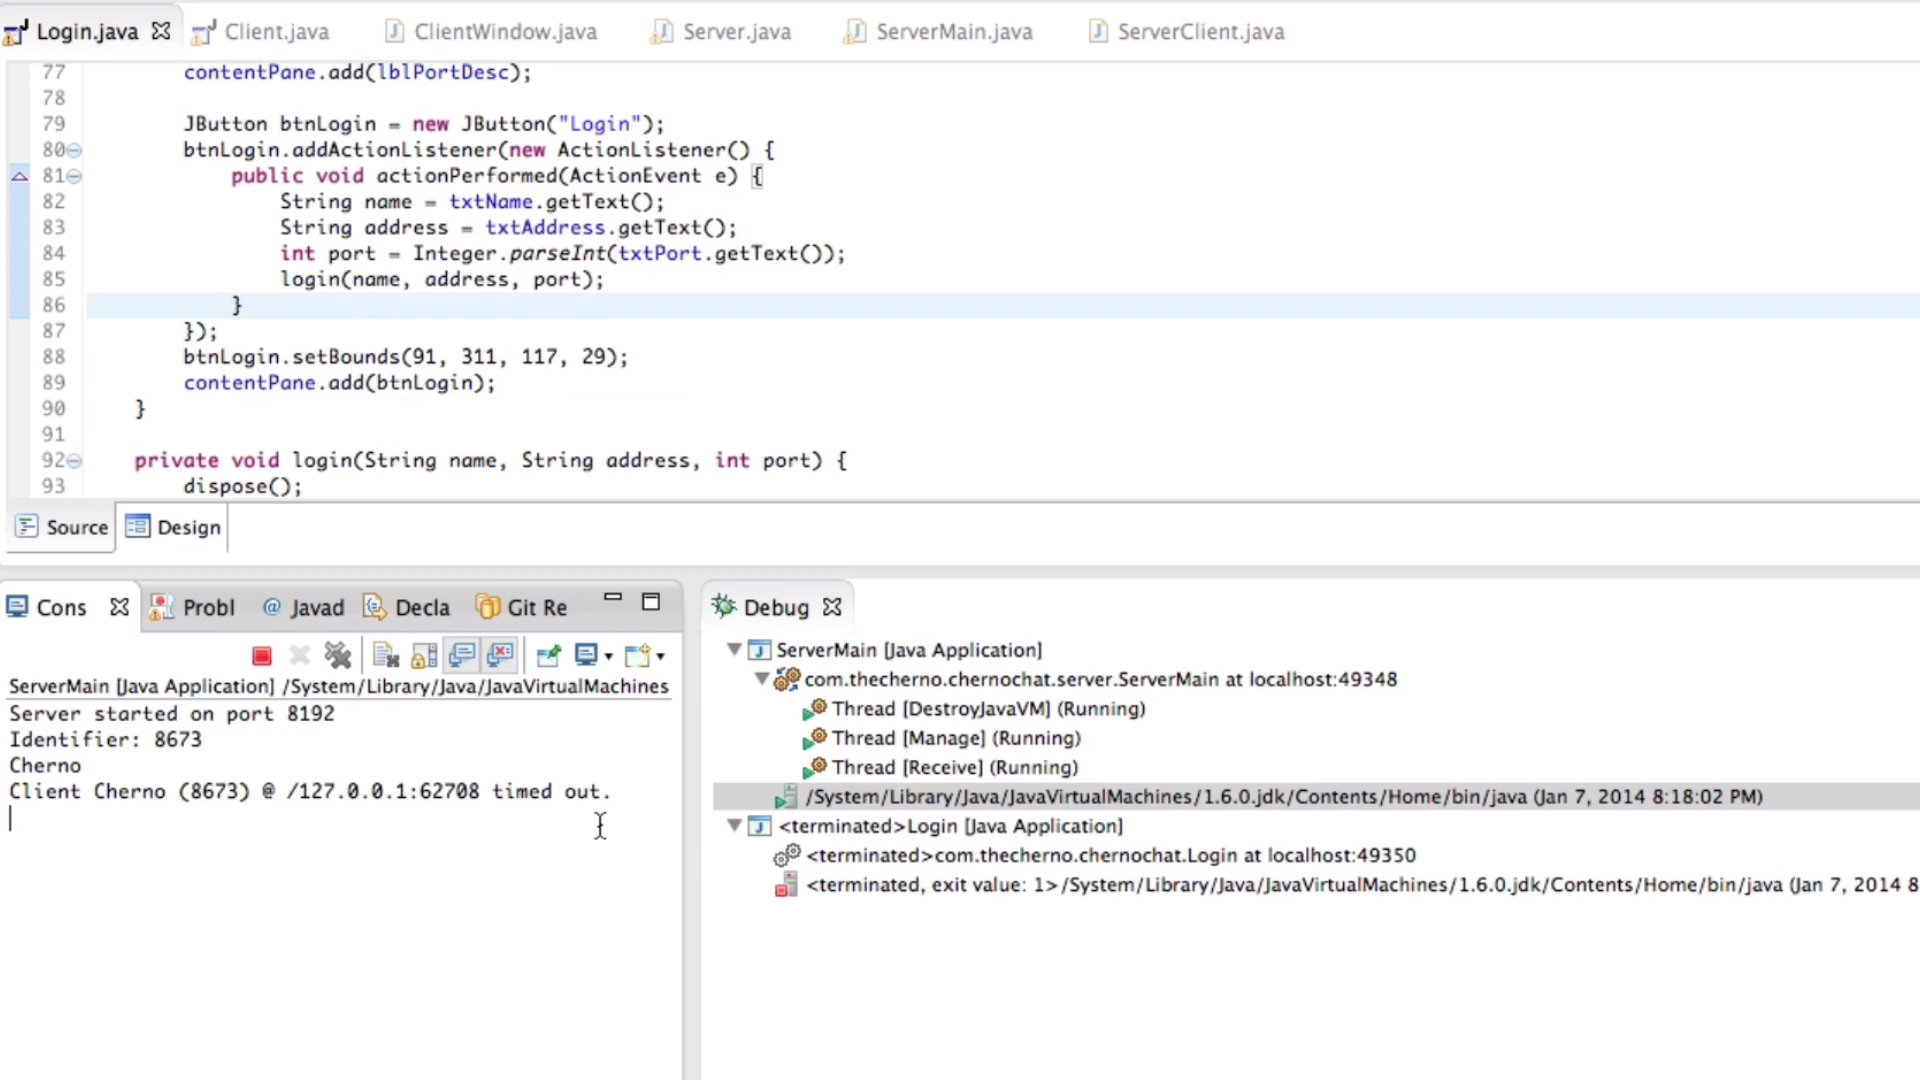 Login.java Client.java ClientWindow.java Server.java ServerMain.java ServerClient.java
77 contentPane.add(lblPortDesc);
78
79 JButton btnLogin = new JButton("Login");
80 btnLogin.addActionListener(new ActionListener() {
81 public void actionPerformed(ActionEvent e) {
82 String name = txtName.getText();
83 String address = txtAddress.getText();
84 int port = Integer.parseInt(txtPort.getText());
85 login(name, address, port);
86 }
87 });
88 btnLogin.setBounds(91, 311, 117, 29);
89 contentPane.add(btnLogin);
90 }
91
92 private void login(String name, String address, int port) {
93 dispose();
Source Design
Cons Probl @ Javad Decla Git Re
ServerMain [Java Application] /System/Library/Java/JavaVirtualMachines
Server started on port 8192
Identifier: 8673
Cherno
Client Cherno (8673) @ /127.0.0.1:62708 timed out.
Debug
ServerMain [Java Application]
com.thecherno.chernochat.server.ServerMain at localhost:49348
Thread [DestroyJavaVM] (Running)
Thread [Manage] (Running)
Thread [Receive] (Running)
/System/Library/Java/JavaVirtualMachines/1.6.0.jdk/Contents/Home/bin/java (Jan 7, 2014 8:18:02 PM)
<terminated>Login [Java Application]
<terminated>com.thecherno.chernochat.Login at localhost:49350
<terminated, exit value: 1>/System/Library/Java/JavaVirtualMachines/1.6.0.jdk/Contents/Home/bin/java (Jan 7, 2014 8